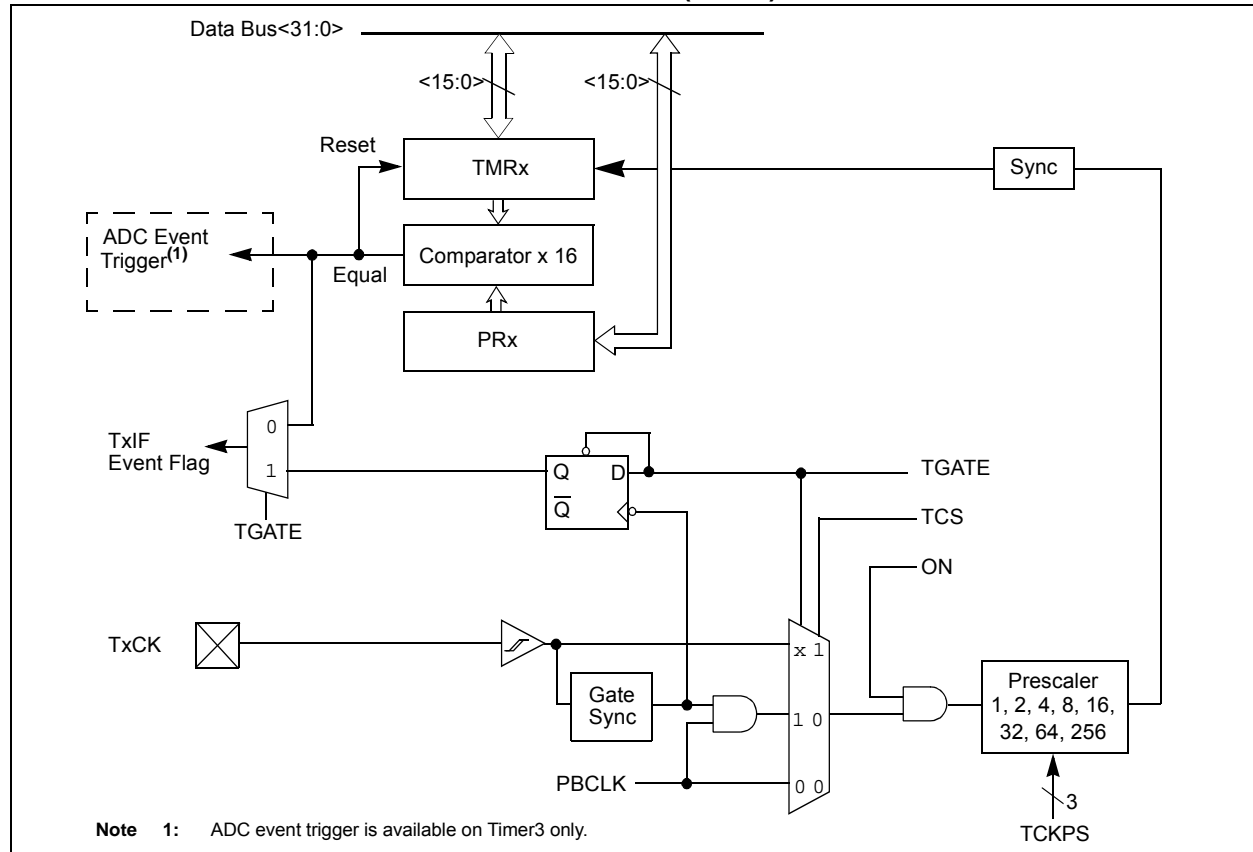 Data Bus<31:0>
<15:0>
<15:0>
Reset
TMRx
Sync
ADC Event
Trigger(1)
Equal
Comparator x 16
PRx
0
1
TxIF
Event Flag
TGATE
Q
D
Q̅
TGATE
TCS
ON
TxCK
x 1
Gate
Sync
1 0
Prescaler
1, 2, 4, 8, 16,
32, 64, 256
PBCLK
0 0
3
TCKPS
Note 1: ADC event trigger is available on Timer3 only.